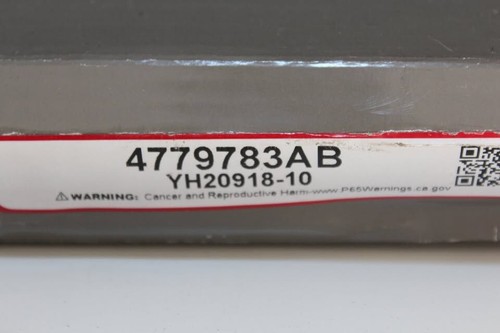 4779783AB
YH20918-10
⚠WARNING: Cancer and Reproductive Harm-www.P65Warnings.ca.gov